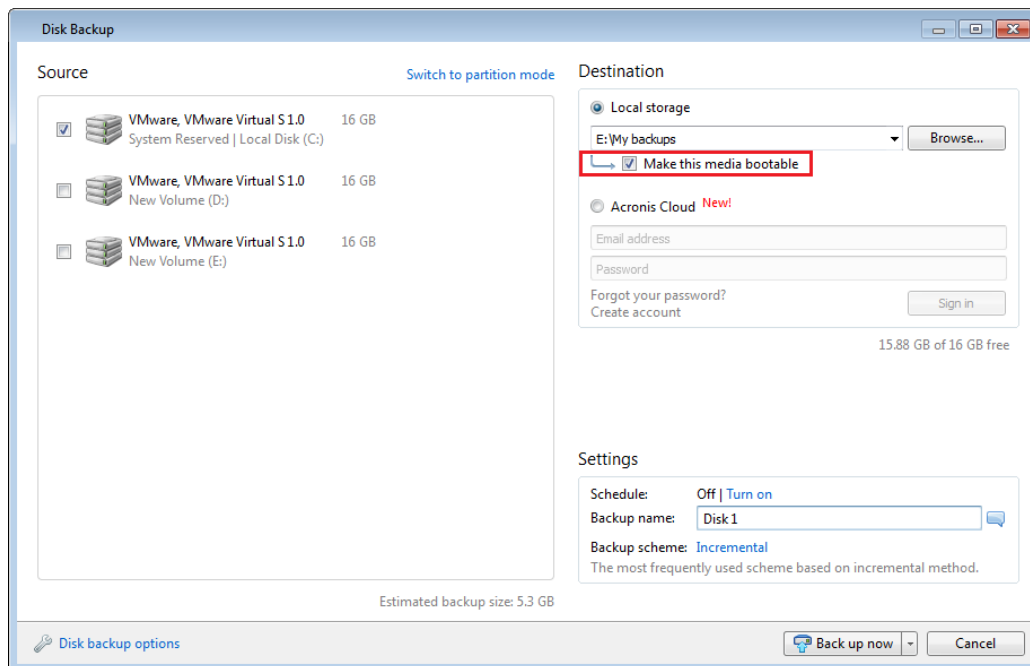 Disk Backup
Source
Switch to partition mode
VMware, VMware Virtual S 1.0 16 GB
System Reserved | Local Disk (C:)
VMware, VMware Virtual S 1.0 16 GB
New Volume (D:)
VMware, VMware Virtual S 1.0 16 GB
New Volume (E:)
Estimated backup size: 5.3 GB
Destination
Local storage
E:\My backups
Browse...
Make this media bootable
Acronis Cloud New!
Email address
Password
Forgot your password?
Create account
Sign in
15.88 GB of 16 GB free
Settings
Schedule: Off | Turn on
Backup name: Disk 1
Backup scheme: Incremental
The most frequently used scheme based on incremental method.
Disk backup options
Back up now
Cancel